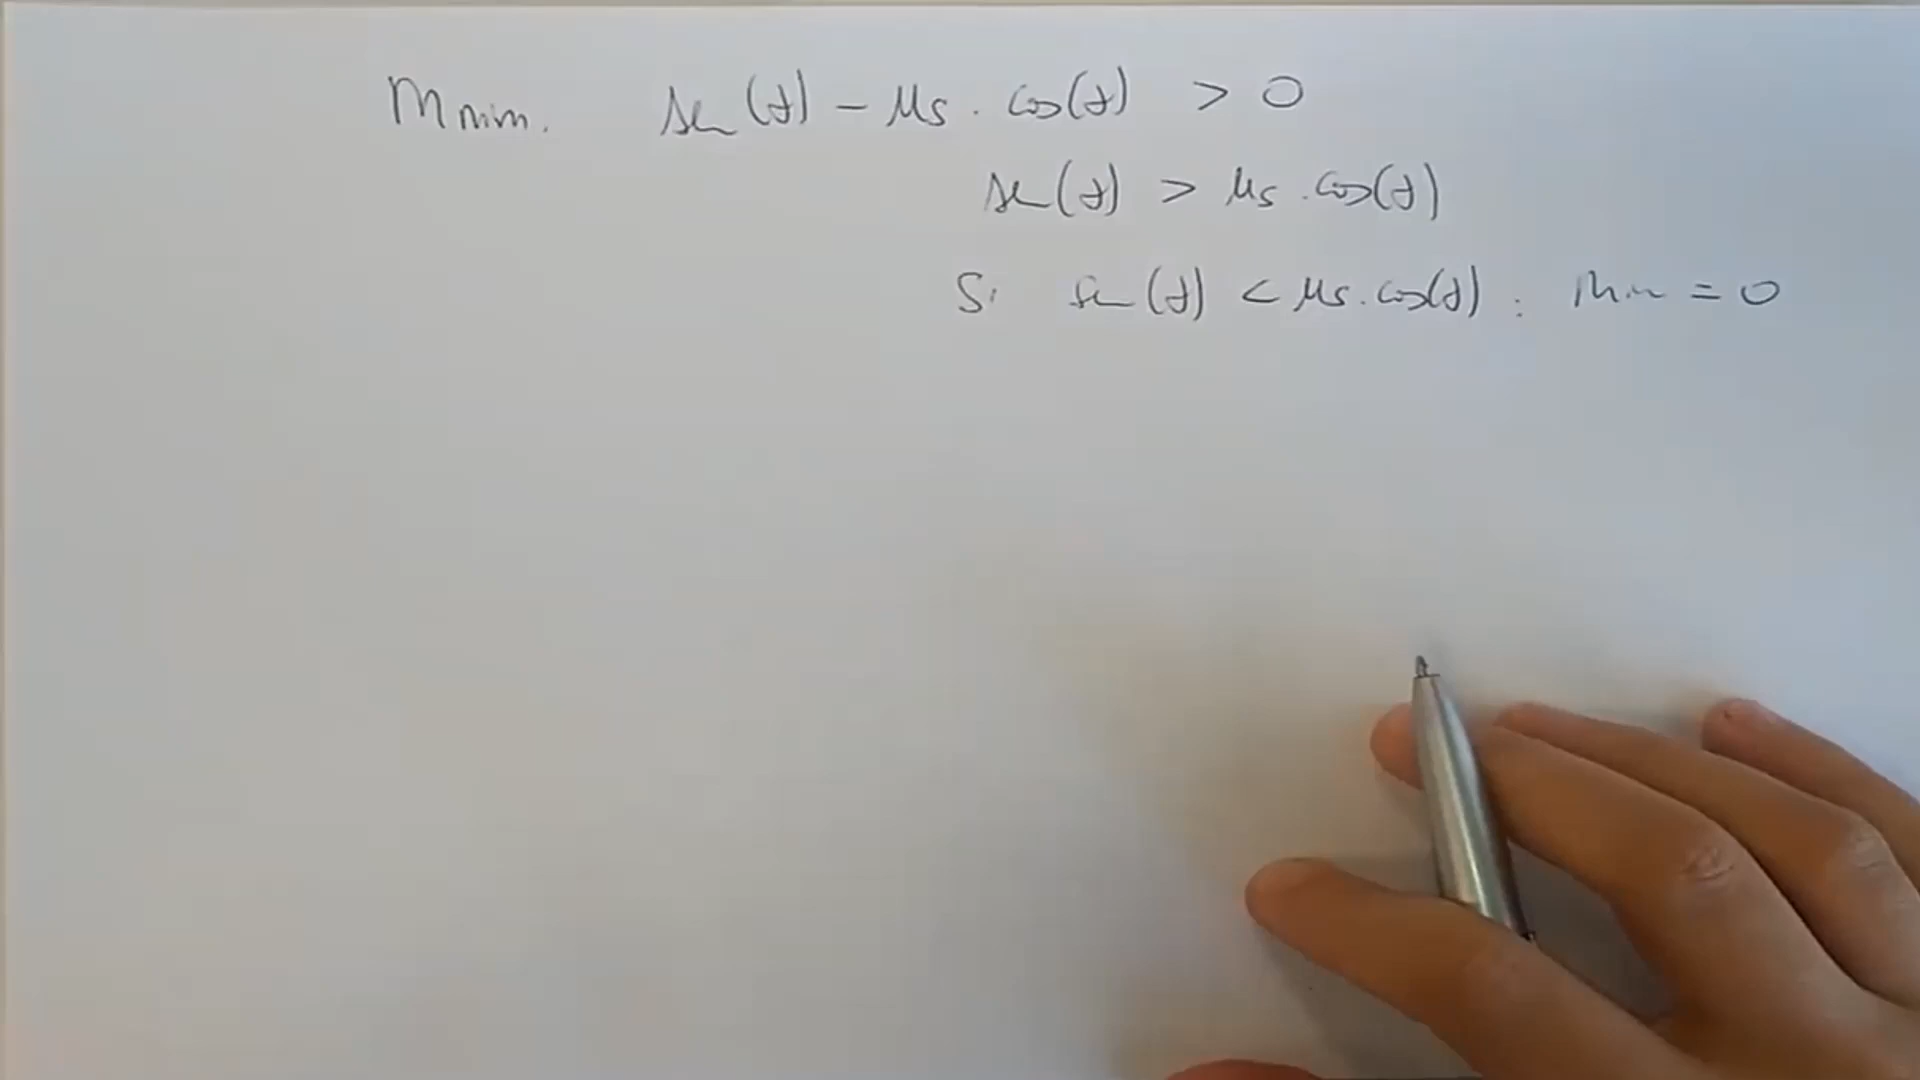 Mmin. sen(α) - μs . cos(α) > 0
sen(α) > μs . cos(α)
Si sen(α) < μs . cos(α) : Mmin = 0